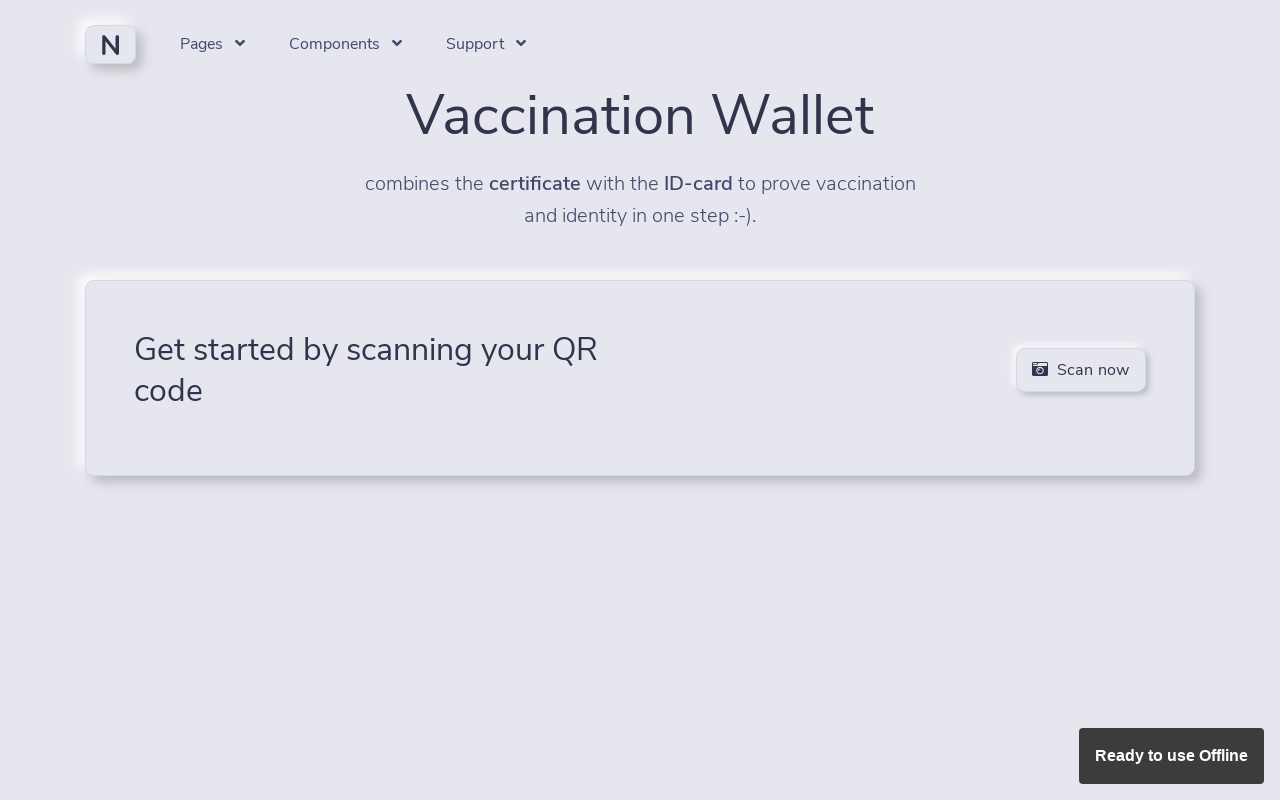 N
Pages
Components
Support
Vaccination Wallet
combines the certificate with the ID-card to prove vaccination
and identity in one step :-).
Get started by scanning your QR
code
Scan now
Ready to use Offline